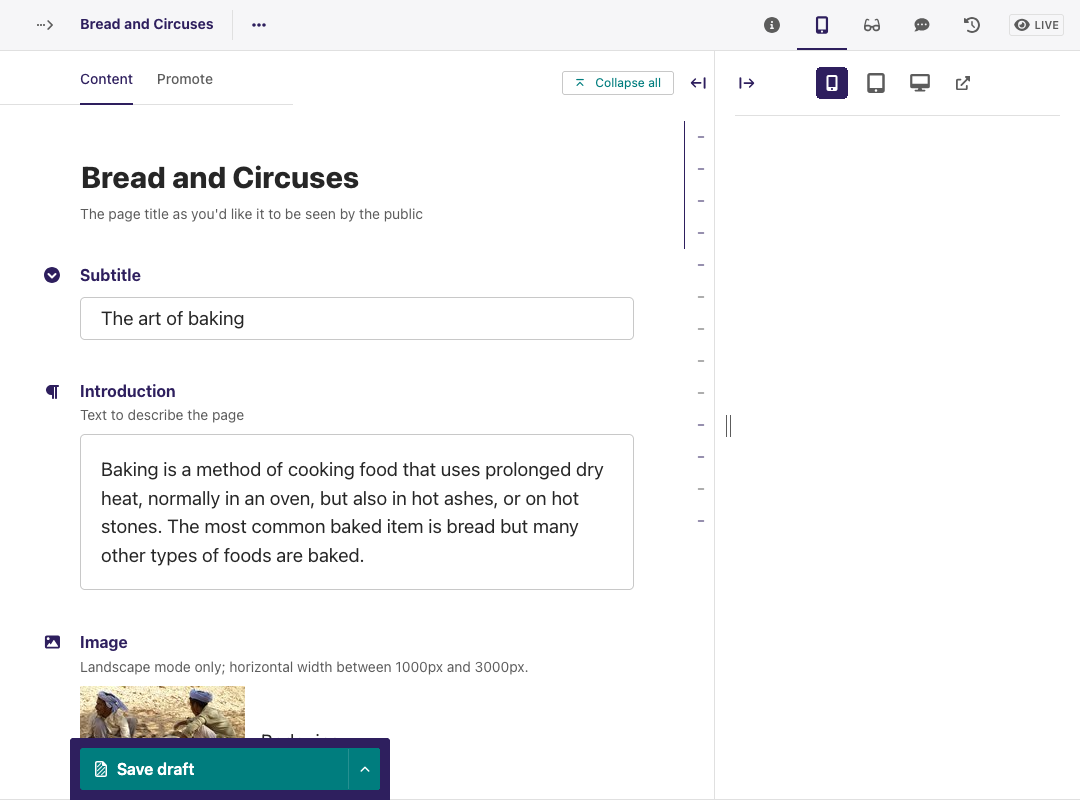 Bread and Circuses
LIVE
Content
Promote
Collapse all
Bread and Circuses
The page title as you'd like it to be seen by the public
Subtitle
The art of baking
Introduction
Text to describe the page
Baking is a method of cooking food that uses prolonged dry
heat, normally in an oven, but also in hot ashes, or on hot
stones. The most common baked item is bread but many
other types of foods are baked.
Image
Landscape mode only; horizontal width between 1000px and 3000px.
Save draft